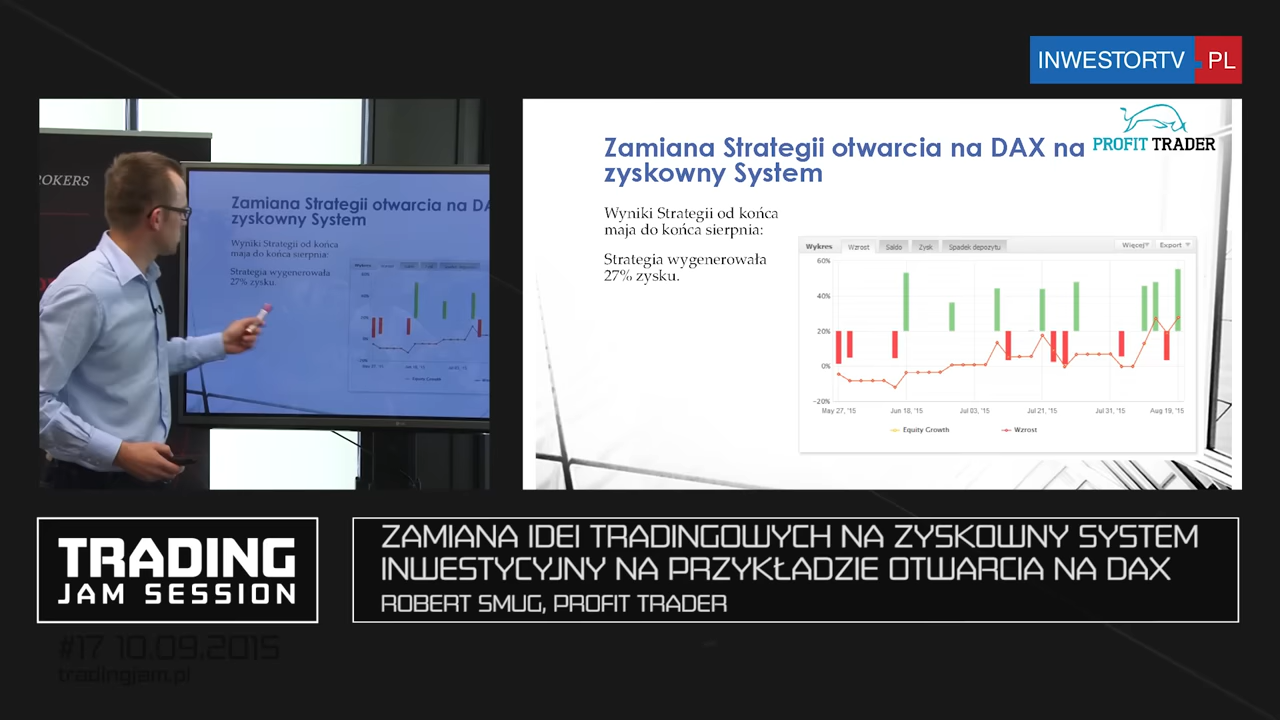 INWESTORTV.PL
OKERS
Zamiana Strategii otwarcia na DA
zyskowny System
Wyniki Strategii od końca
maja do końca sierpnia:
Strategia wygenerowała
27% zysku.
Zamiana Strategii otwarcia na DAX na
zyskowny System
PROFIT TRADER
Wyniki Strategii od końca
maja do końca sierpnia:
Strategia wygenerowała
27% zysku.
Wykres Wzrost Saldo Zysk Spadek depozytu Więcej Export
60%
40%
20%
0%
-20%
May 27, '15 Jun 18, '15 Jul 03, '15 Jul 21, '15 Jul 31, '15 Aug 19, '15
Equity Growth Wzrost
TRADING
JAM SESSION
ZAMIANA IDEI TRADINGOWYCH NA ZYSKOWNY SYSTEM
INWESTYCYJNY NA PRZYKŁADZIE OTWARCIA NA DAX
ROBERT SMUG, PROFIT TRADER
#17 10.09.2015
tradingjam.pl